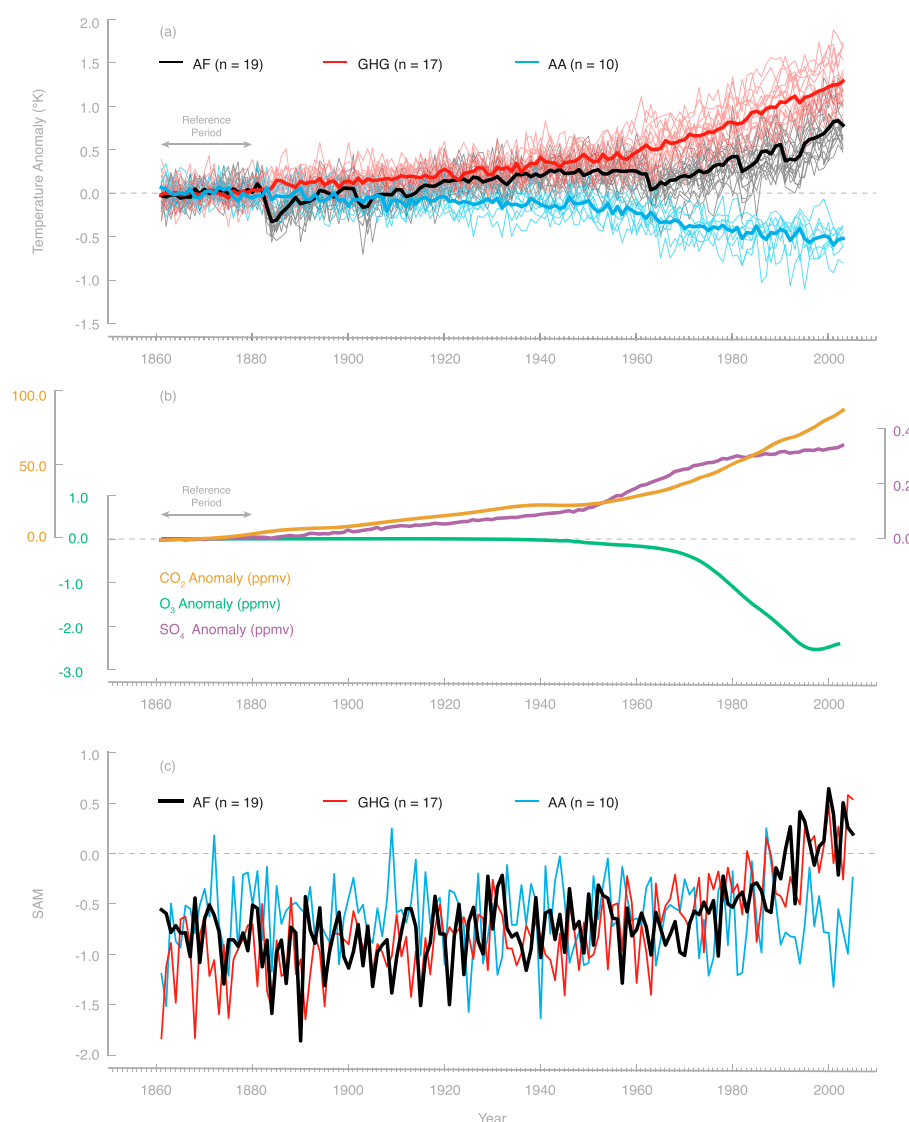 2.0
(a)
1.5
AF (n = 19)
GHG (n = 17)
AA (n = 10)
1.0
Reference
Period
0.5
0.0
-0.5
-1.0
-1.5
Temperature Anomaly (°K)
1860
1880
1900
1920
1940
1960
1980
2000
100.0
(b)
50.0
0.0
1.0
0.0
-1.0
-2.0
-3.0
0.4
0.2
0.0
Reference
Period
CO2 Anomaly (ppmv)
O3 Anomaly (ppmv)
SO4 Anomaly (ppmv)
1860
1880
1900
1920
1940
1960
1980
2000
1.0
(c)
AF (n = 19)
GHG (n = 17)
AA (n = 10)
0.5
0.0
-0.5
-1.0
-1.5
-2.0
SAM
1860
1880
1900
1920
1940
1960
1980
2000
Year